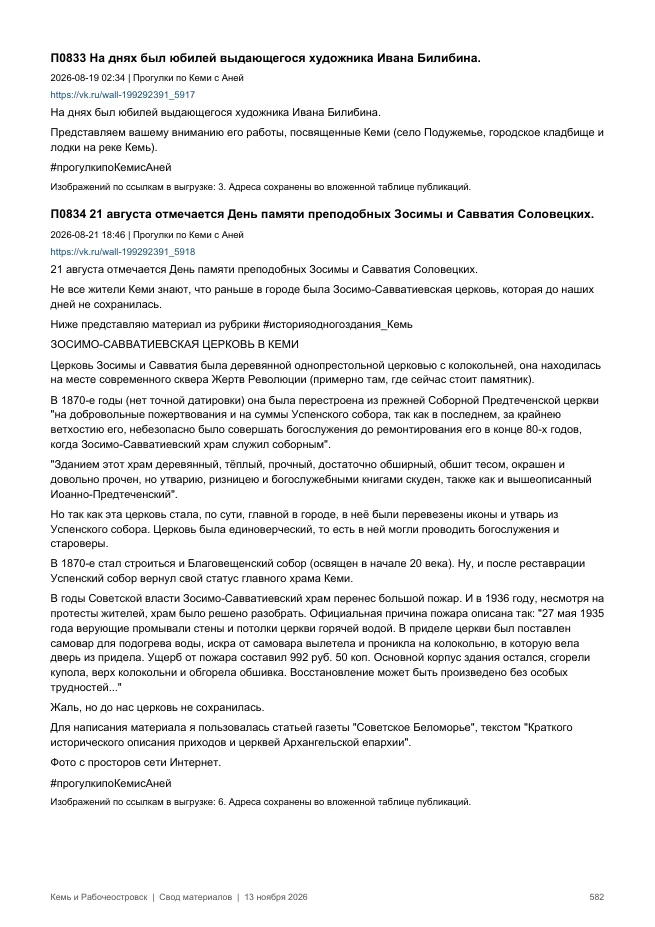 П0833 На днях был юбилей выдающегося художника Ивана Билибина.
2026-08-19 02:34 | Прогулки по Кеми с Аней
https://vk.ru/wall-199292391_5917
На днях был юбилей выдающегося художника Ивана Билибина.
Представляем вашему вниманию его работы, посвященные Кеми (село Подужемье, городское кладбище и
лодки на реке Кемь).
#прогулкипоКемисАней
Изображений по ссылкам в выгрузке: 3. Адреса сохранены во вложенной таблице публикаций.
П0834 21 августа отмечается День памяти преподобных Зосимы и Савватия Соловецких.
2026-08-21 18:46 | Прогулки по Кеми с Аней
https://vk.ru/wall-199292391_5918
21 августа отмечается День памяти преподобных Зосимы и Савватия Соловецких.
Не все жители Кеми знают, что раньше в городе была Зосимо-Савватиевская церковь, которая до наших
дней не сохранилась.
Ниже представляю материал из рубрики #историяодногоздания_Кемь
ЗОСИМО-САВВАТИЕВСКАЯ ЦЕРКОВЬ В КЕМИ
Церковь Зосимы и Савватия была деревянной однопрестольной церковью с колокольней, она находилась
на месте современного сквера Жертв Революции (примерно там, где сейчас стоит памятник).
В 1870-е годы (нет точной датировки) она была перестроена из прежней Соборной Предтеченской церкви
"на добровольные пожертвования и на суммы Успенского собора, так как в последнем, за крайнею
ветхостию его, небезопасно было совершать богослужения до ремонтирования его в конце 80-х годов,
когда Зосимо-Савватиевский храм служил соборным".
"Зданием этот храм деревянный, тёплый, прочный, достаточно обширный, обшит тесом, окрашен и
довольно прочен, но утварию, ризницею и богослужебными книгами скуден, также как и вышеописанный
Иоанно-Предтеченский".
Но так как эта церковь стала, по сути, главной в городе, в неё были перевезены иконы и утварь из
Успенского собора. Церковь была единоверческий, то есть в ней могли проводить богослужения и
староверы.
В 1870-е стал строиться и Благовещенский собор (освящен в начале 20 века). Ну, и после реставрации
Успенский собор вернул свой статус главного храма Кеми.
В годы Советской власти Зосимо-Савватиевский храм перенес большой пожар. И в 1936 году, несмотря на
протесты жителей, храм было решено разобрать. Официальная причина пожара описана так: "27 мая 1935
года верующие промывали стены и потолки церкви горячей водой. В приделе церкви был поставлен
самовар для подогрева воды, искра от самовара вылетела и проникла на колокольню, в которую вела
дверь из придела. Ущерб от пожара составил 992 руб. 50 коп. Основной корпус здания остался, сгорели
купола, верх колокольни и обгорела обшивка. Восстановление может быть произведено без особых
трудностей..."
Жаль, но до нас церковь не сохранилась.
Для написания материала я пользовалась статьей газеты "Советское Беломорье", текстом "Краткого
исторического описания приходов и церквей Архангельской епархии".
Фото с просторов сети Интернет.
#прогулкипоКемисАней
Изображений по ссылкам в выгрузке: 6. Адреса сохранены во вложенной таблице публикаций.
Кемь и Рабочеостровск | Свод материалов | 13 ноября 2026 582